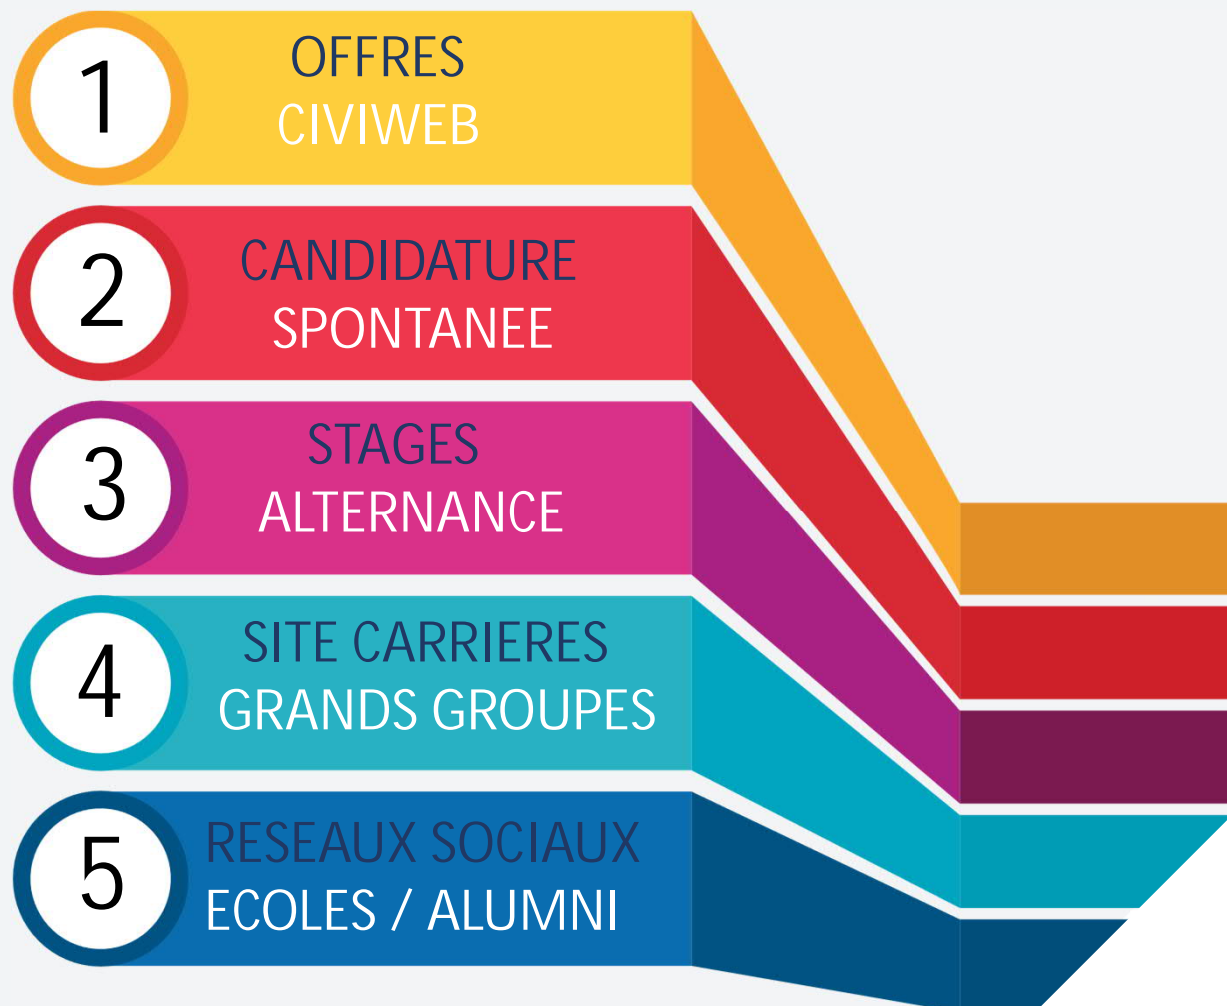 1
OFFRES
CIVIWEB
2
CANDIDATURE
SPONTANEE
3
STAGES
ALTERNANCE
4
SITE CARRIERES
GRANDS GROUPES
5
RESEAUX SOCIAUX
ECOLES / ALUMNI